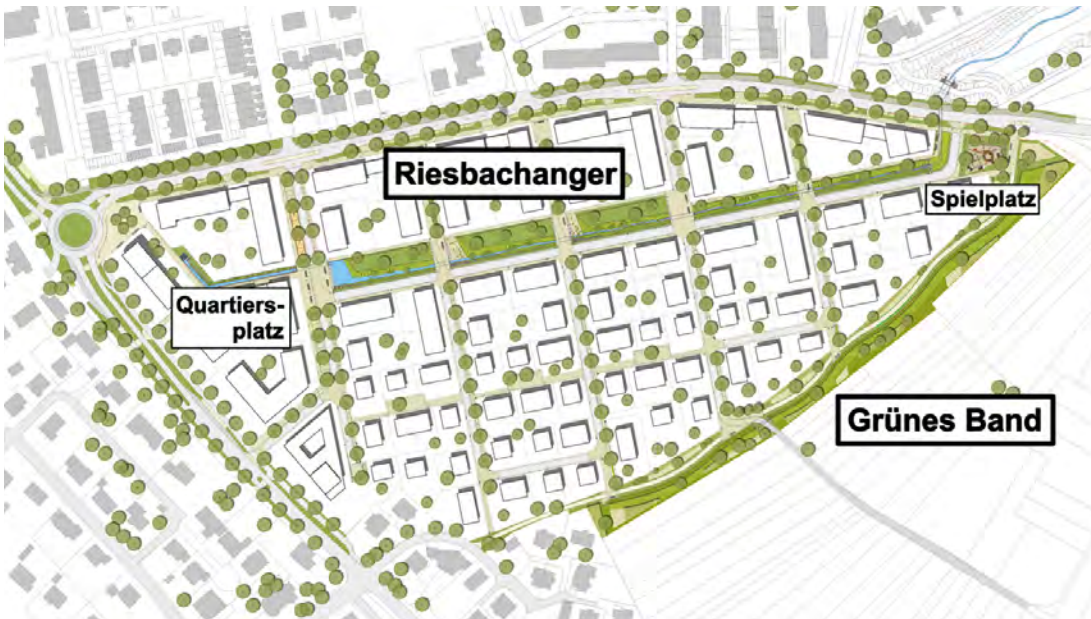 Riesbachanger
Spielplatz
Quartiers-
platz
Grünes Band